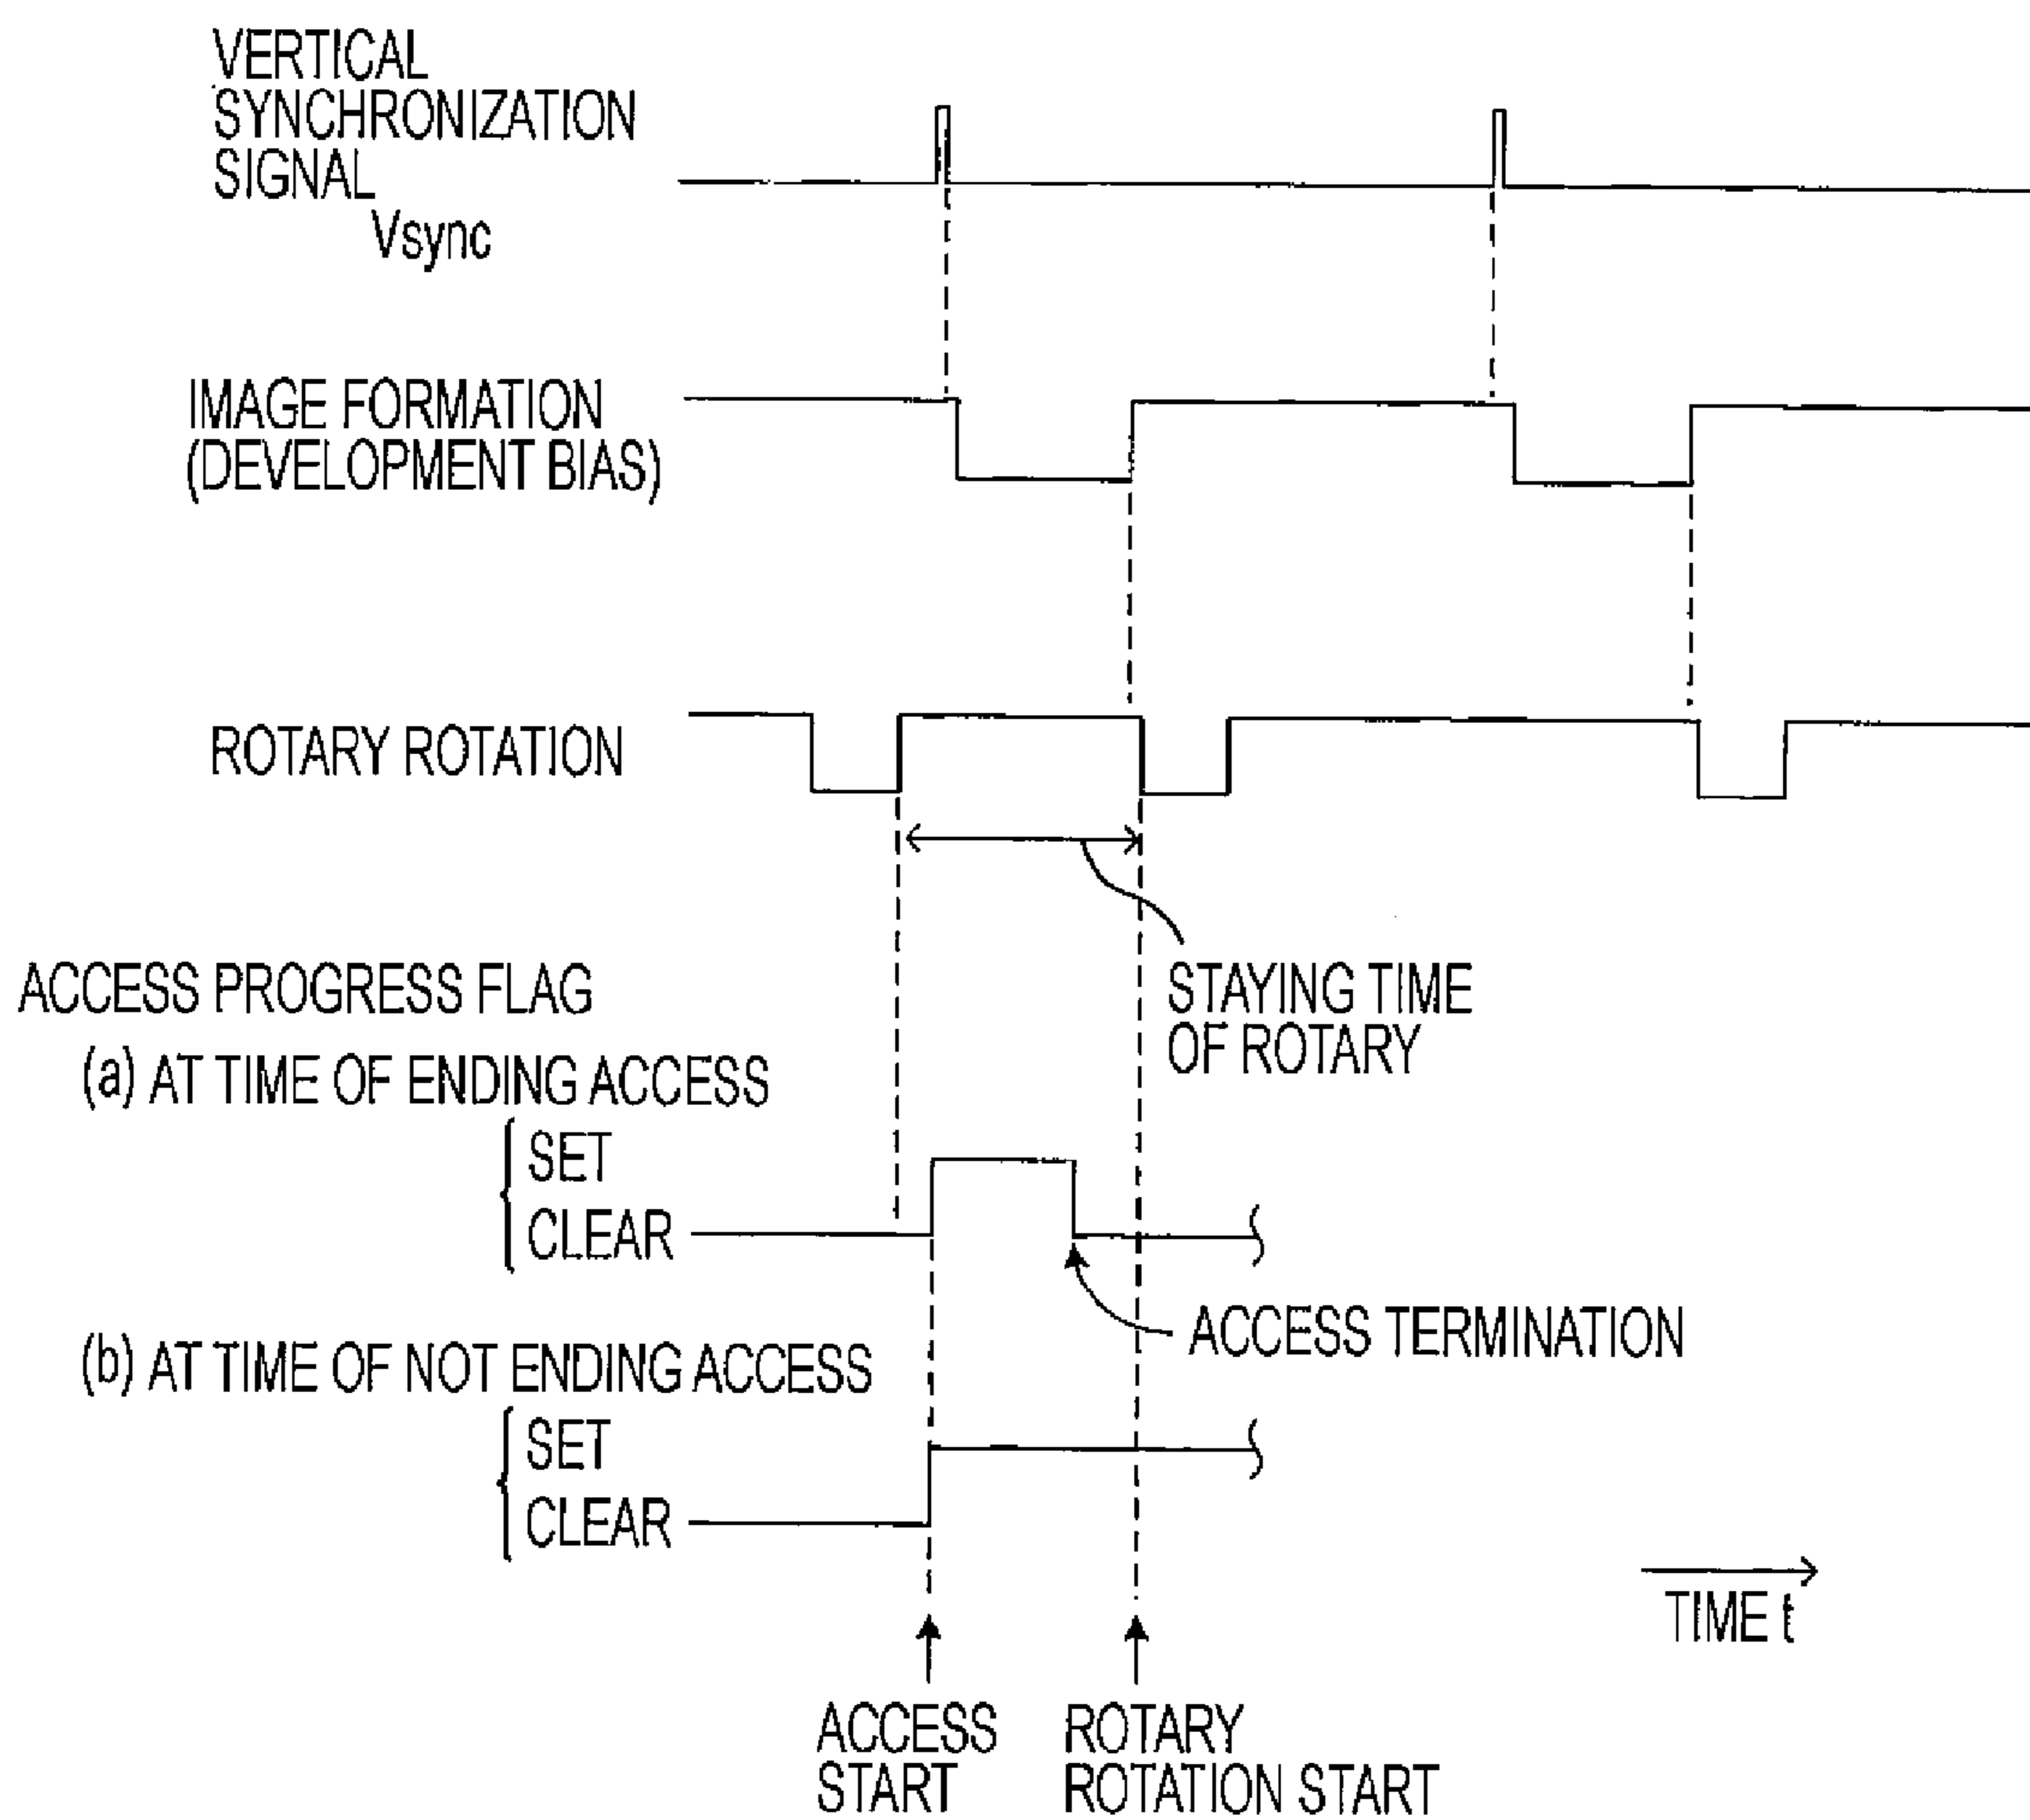 VERTICAL
SYNCHRONIZATION
SIGNAL
Vsync
IMAGE FORMATION
(DEVELOPMENT BIAS)
ROTARY ROTATION
STAYING TIME
OF ROTARY
ACCESS PROGRESS FLAG
(a) AT TIME OF ENDING ACCESS
SET
CLEAR
ACCESS TERMINATION
(b) AT TIME OF NOT ENDING ACCESS
SET
CLEAR
TIME t
ACCESS
START
ROTARY
ROTATION START